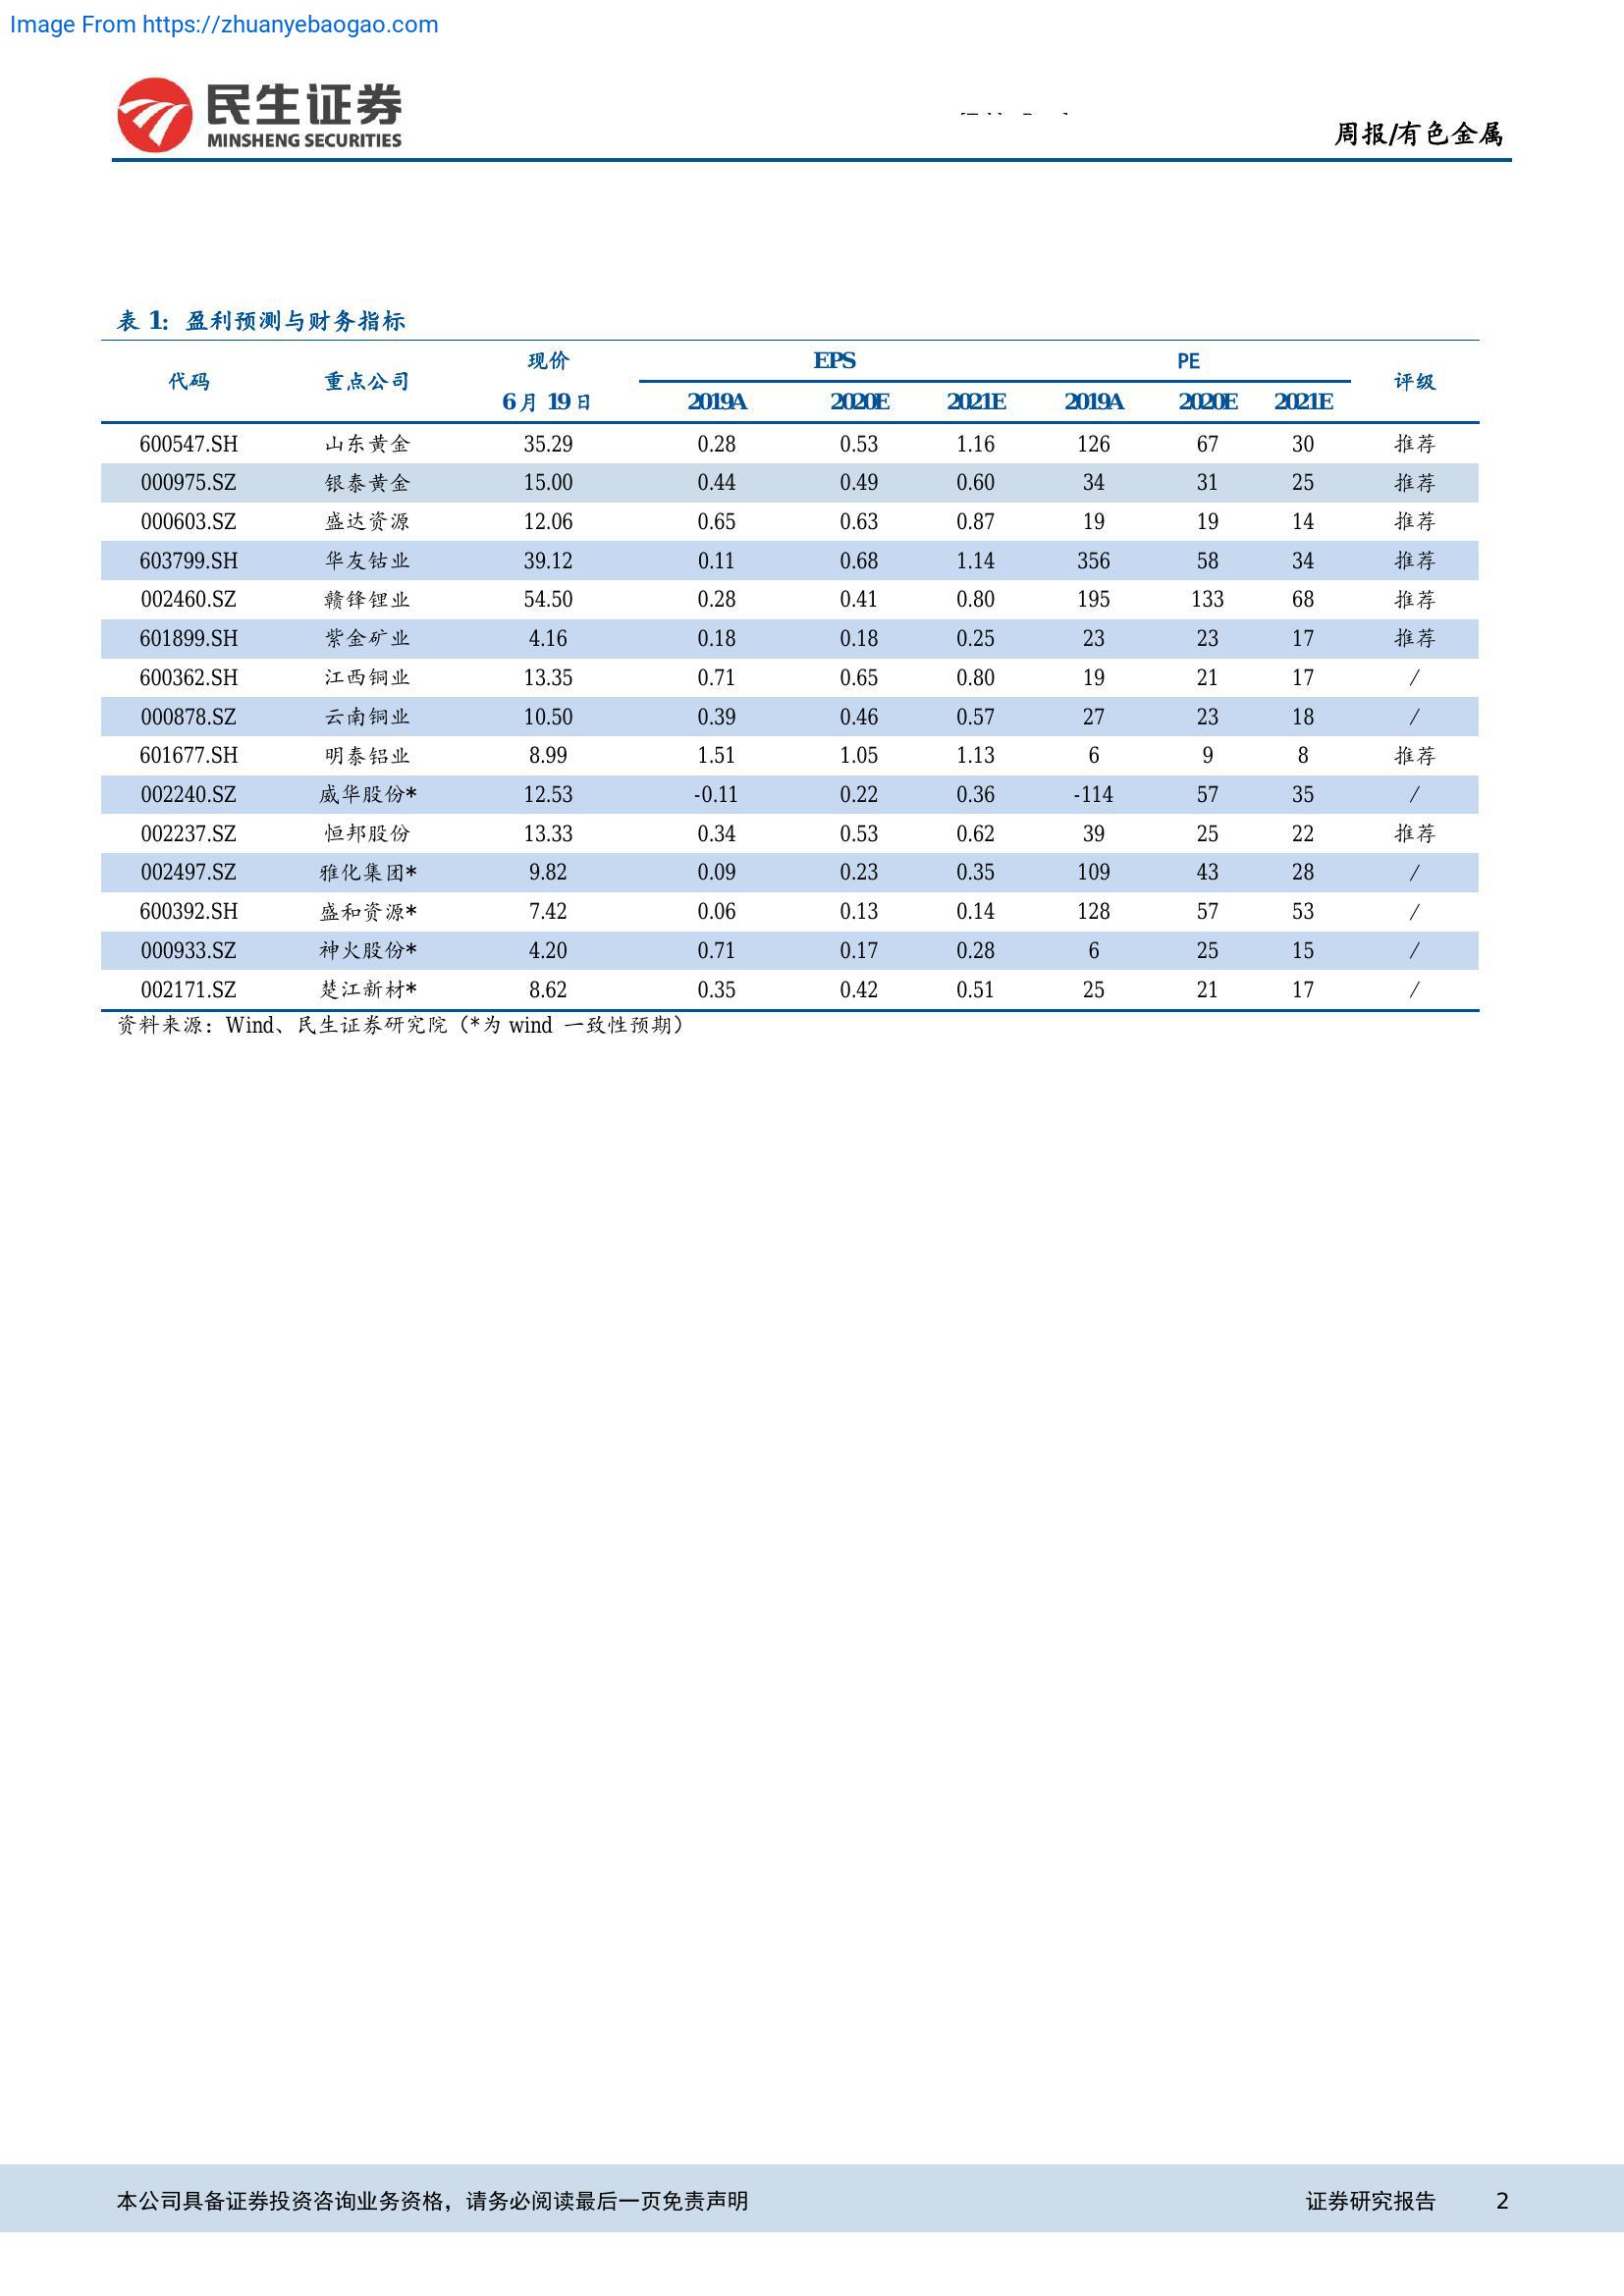 Image From https://zhuanyebaogao.com
民生证券
MINSHENG SECURITIES
周报/有色金属
表 1：盈利预测与财务指标
代码 重点公司 现价 EPS PE 评级
6 月 19 日 2019A 2020E 2021E 2019A 2020E 2021E
600547.SH 山东黄金 35.29 0.28 0.53 1.16 126 67 30 推荐
000975.SZ 银泰黄金 15.00 0.44 0.49 0.60 34 31 25 推荐
000603.SZ 盛达资源 12.06 0.65 0.63 0.87 19 19 14 推荐
603799.SH 华友钴业 39.12 0.11 0.68 1.14 356 58 34 推荐
002460.SZ 赣锋锂业 54.50 0.28 0.41 0.80 195 133 68 推荐
601899.SH 紫金矿业 4.16 0.18 0.18 0.25 23 23 17 推荐
600362.SH 江西铜业 13.35 0.71 0.65 0.80 19 21 17 /
000878.SZ 云南铜业 10.50 0.39 0.46 0.57 27 23 18 /
601677.SH 明泰铝业 8.99 1.51 1.05 1.13 6 9 8 推荐
002240.SZ 威华股份* 12.53 -0.11 0.22 0.36 -114 57 35 /
002237.SZ 恒邦股份 13.33 0.34 0.53 0.62 39 25 22 推荐
002497.SZ 雅化集团* 9.82 0.09 0.23 0.35 109 43 28 /
600392.SH 盛和资源* 7.42 0.06 0.13 0.14 128 57 53 /
000933.SZ 神火股份* 4.20 0.71 0.17 0.28 6 25 15 /
002171.SZ 楚江新材* 8.62 0.35 0.42 0.51 25 21 17 /
资料来源：Wind、民生证券研究院（*为 wind 一致性预期）
本公司具备证券投资咨询业务资格，请务必阅读最后一页免责声明 证券研究报告 2